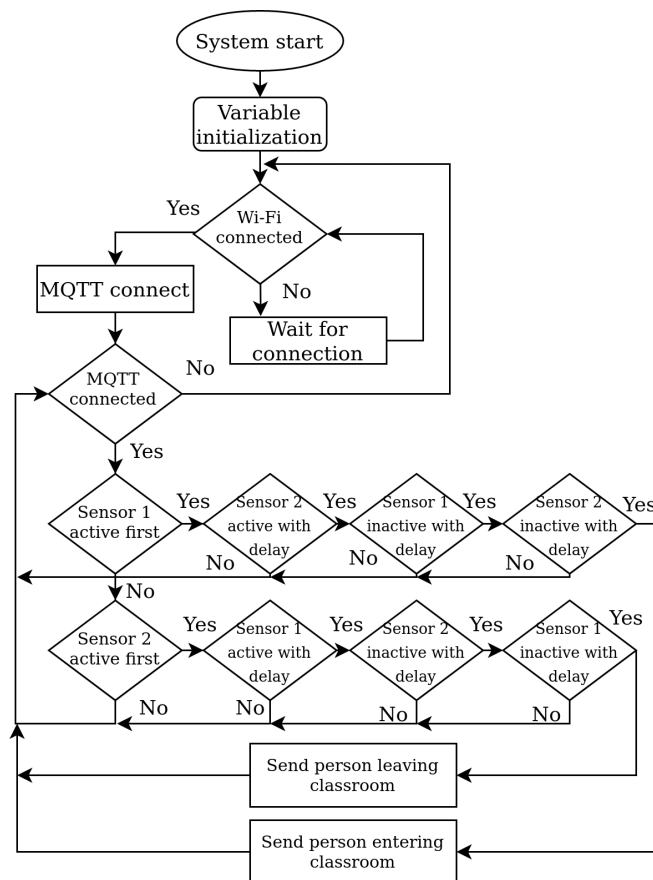 System start
Variable
initialization
Yes
Wi-Fi
connected
MQTT connect
No
Wait for
connection
MQTT
connected
No
Yes
Sensor 1
active first
Yes
Sensor 2
active with
delay
Yes
Sensor 1
inactive with
delay
Yes
Sensor 2
inactive with
delay
Yes
No
No
No
No
Sensor 2
active first
Yes
Sensor 1
active with
delay
Yes
Sensor 2
inactive with
delay
Yes
Sensor 1
inactive with
delay
Yes
No
No
No
No
Send person leaving
classroom
Send person entering
classroom